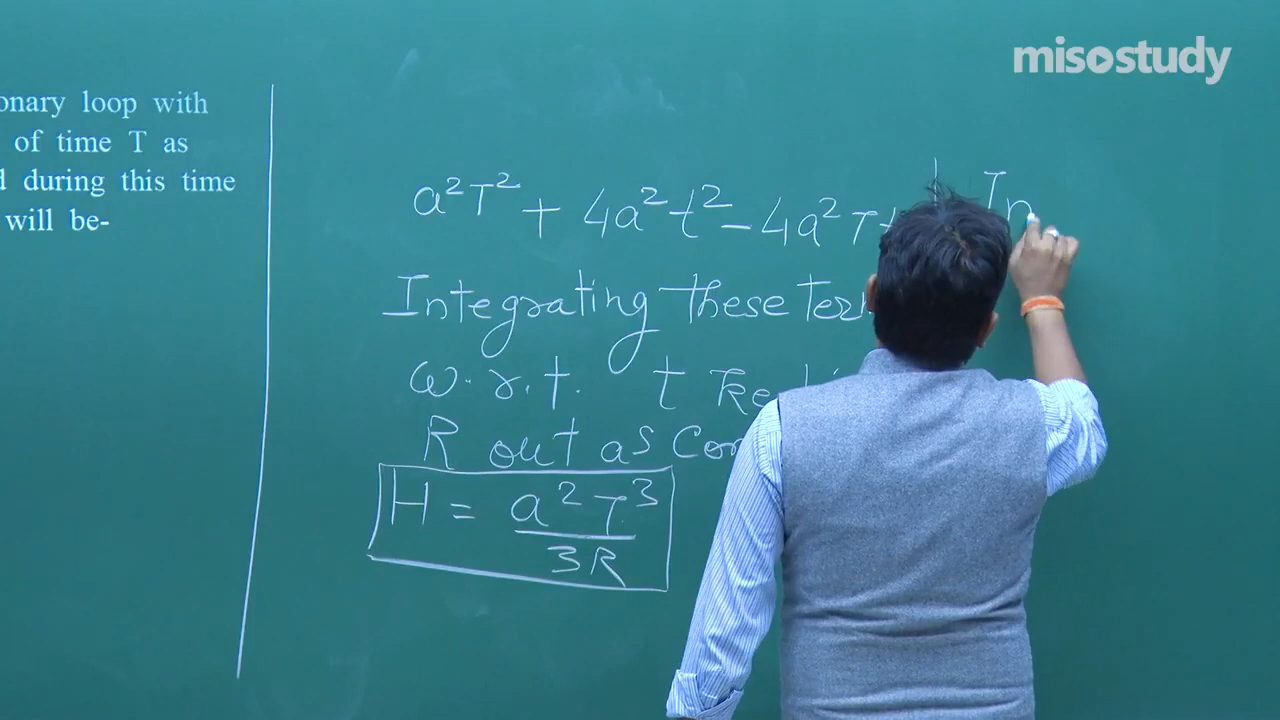 misostudy
onary loop with
of time T as
d during this time
will be-
a²T² + 4a²t² - 4a²T
Integrating these
w.r.t. t
R out as
H = a²T³
3R
In